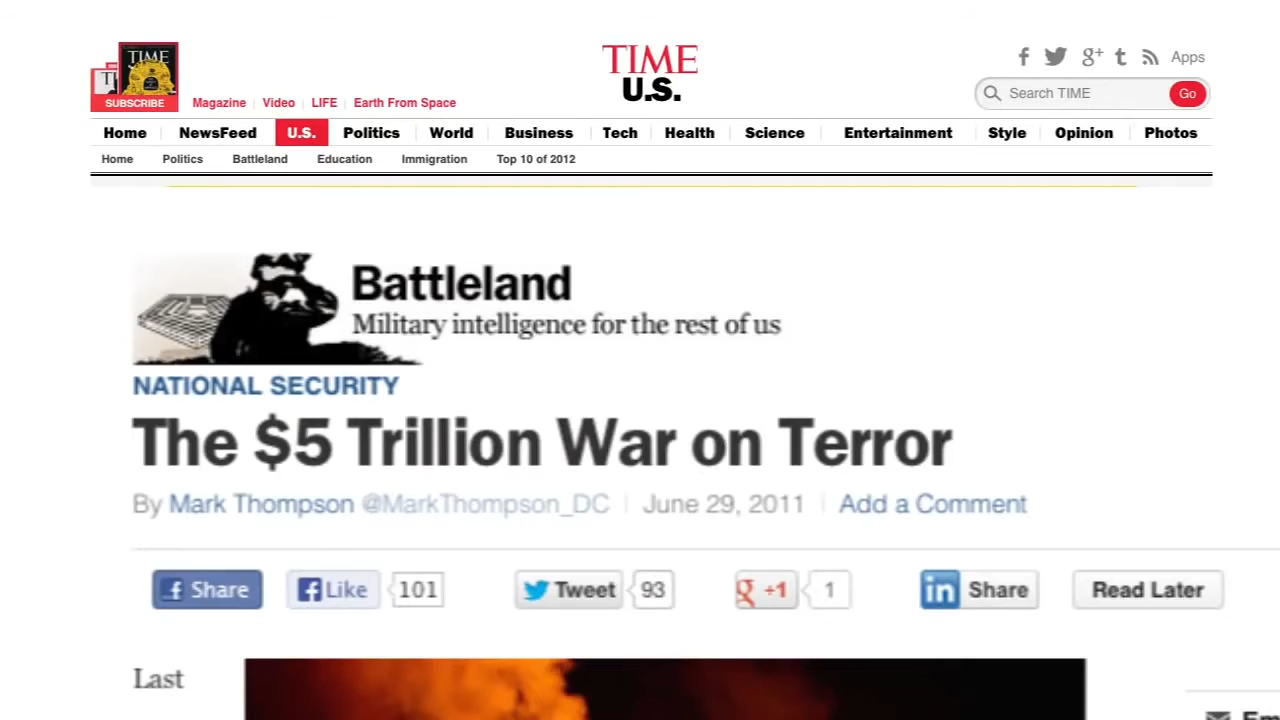 TIME
SUBSCRIBE
Magazine Video LIFE Earth From Space
TIME
U.S.
Apps
Search TIME Go
Home NewsFeed U.S. Politics World Business Tech Health Science Entertainment Style Opinion Photos
Home Politics Battleland Education Immigration Top 10 of 2012
Battleland
Military intelligence for the rest of us
NATIONAL SECURITY
The $5 Trillion War on Terror
By Mark Thompson @MarkThompson_DC | June 29, 2011 | Add a Comment
Share Like 101 Tweet 93 +1 1 in Share Read Later
Last